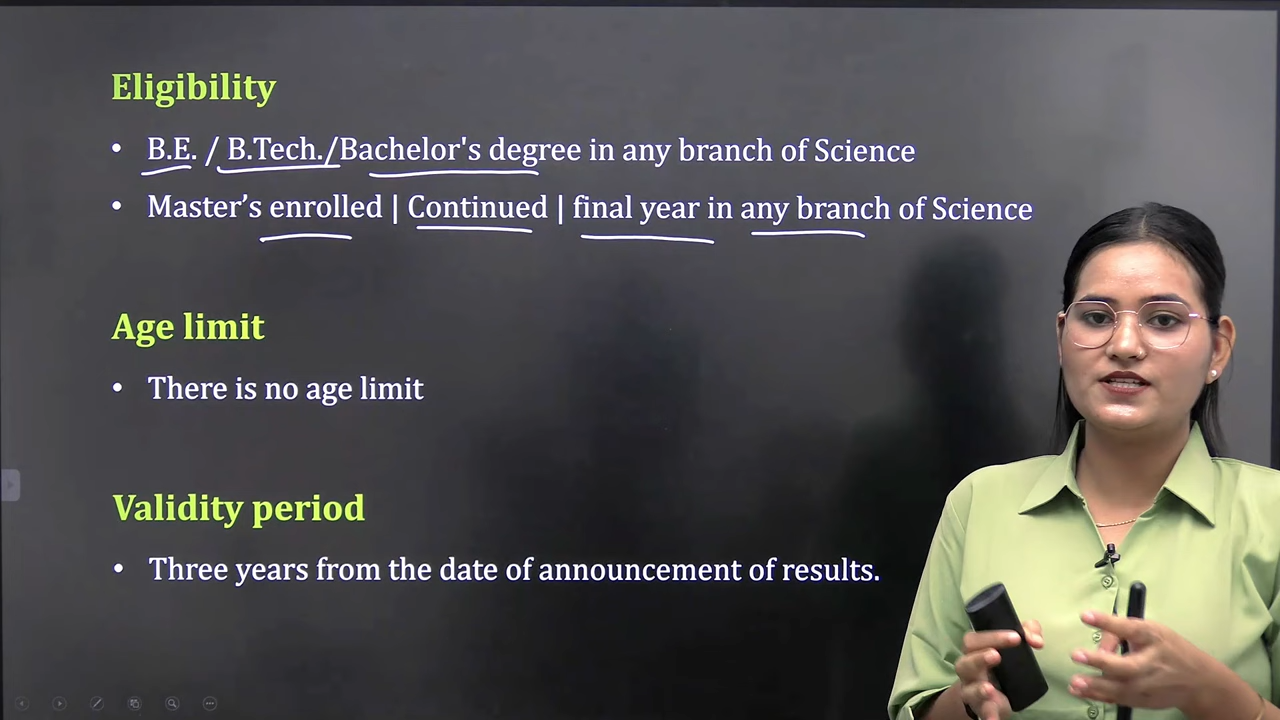 Eligibility
• B.E. / B.Tech./Bachelor's degree in any branch of Science
• Master’s enrolled | Continued | final year in any branch of Science
Age limit
• There is no age limit
Validity period
• Three years from the date of announcement of results.